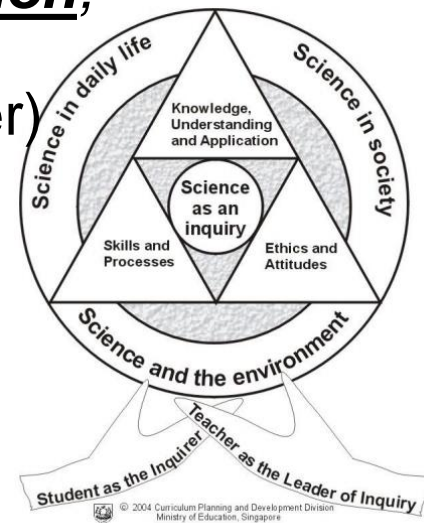 on,
er)
Science in daily life
Science in society
Knowledge,
Understanding
and Application
Science
as an
inquiry
Skills and
Processes
Ethics and
Attitudes
Science and the environment
Student as the Inquirer
Teacher as the Leader of Inquiry
© 2004 Curriculum Planning and Development Division
Ministry of Education, Singapore